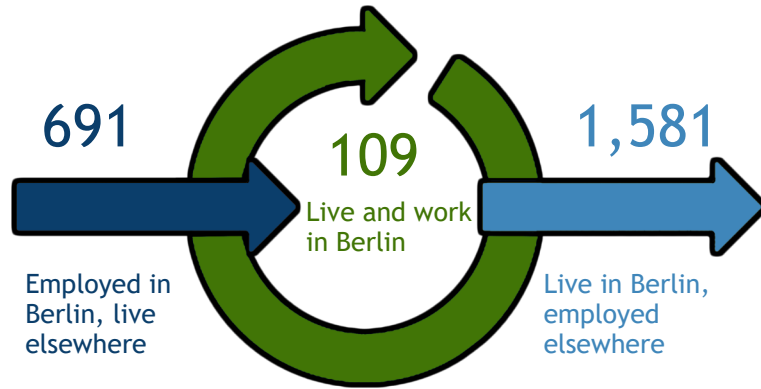 691
Employed in
Berlin, live
elsewhere
109
Live and work
in Berlin
1,581
Live in Berlin,
employed
elsewhere